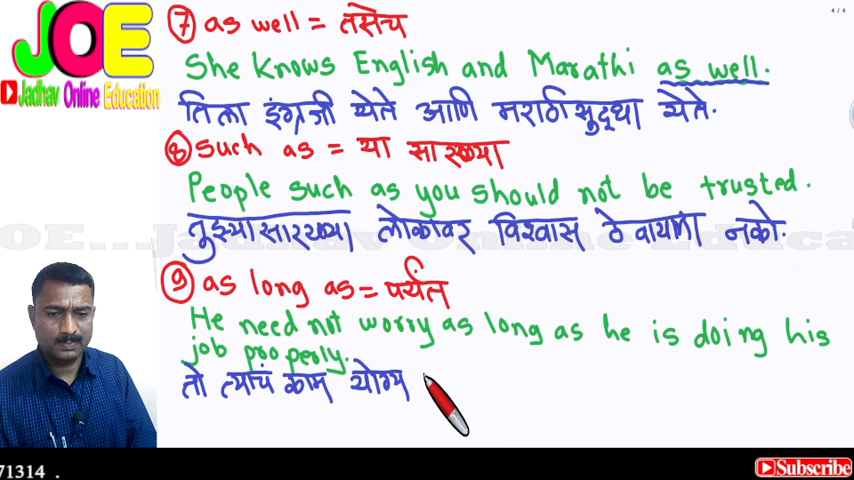 4/4
JOE
Jadhav Online Education
7 as well = तसेच
She knows English and Marathi as well.
तिला इंग्रजी येते आणि मराठी सुद्धा येते.
8 such as = या सारख्या
People such as you should not be trusted.
तुझ्यासारख्या लोकांवर विश्वास ठेवायला नको.
9 as long as = पर्यंत
He need not worry as long as he is doing his
job properly.
तो त्याचं काम योग्य
71314 .
Subscribe